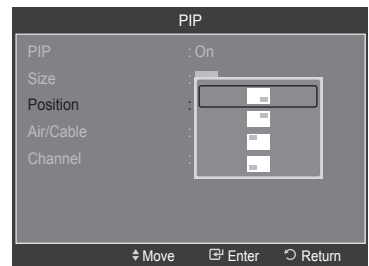 PIP
PIP : On
Size :
Position :
Air/Cable :
Channel :
Move Enter Return